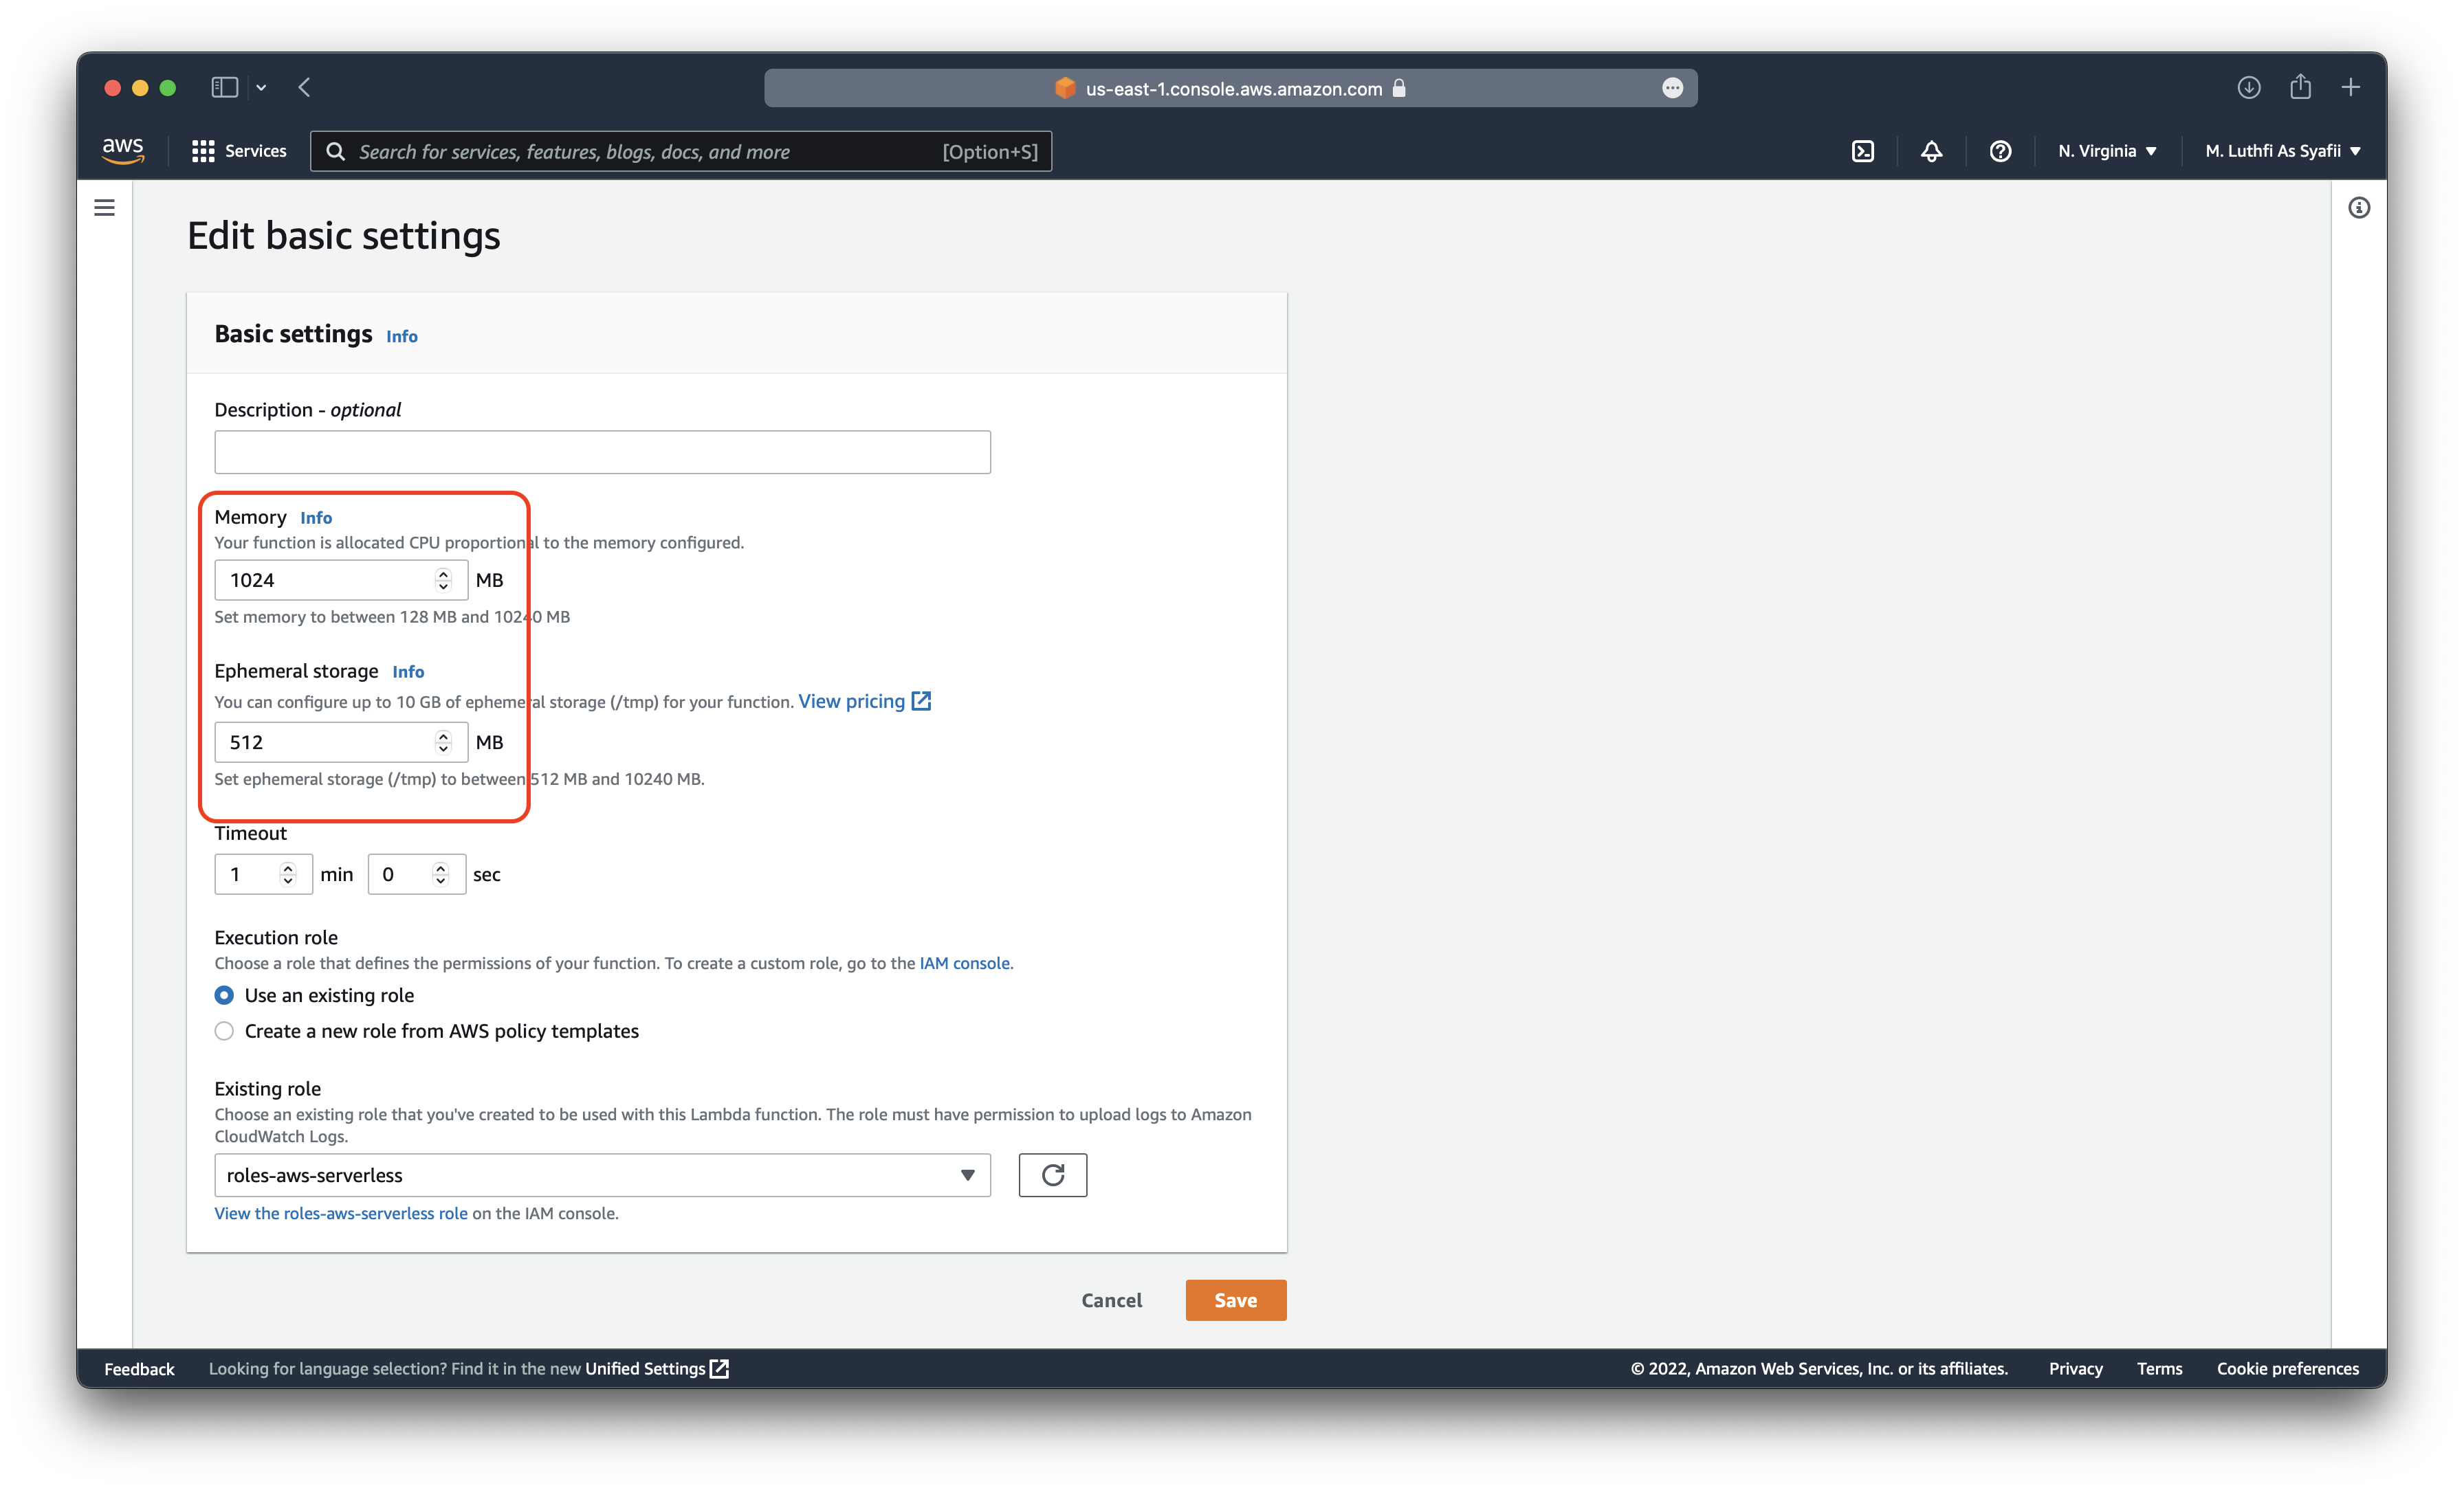 us-east-1.console.aws.amazon.com
aws
Services
Search for services, features, blogs, docs, and more
[Option+S]
N. Virginia
M. Luthfi As Syafii
Edit basic settings
Basic settings Info
Description - optional
Memory Info
Your function is allocated CPU proportional to the memory configured.
1024 MB
Set memory to between 128 MB and 10240 MB
Ephemeral storage Info
You can configure up to 10 GB of ephemeral storage (/tmp) for your function. View pricing
512 MB
Set ephemeral storage (/tmp) to between 512 MB and 10240 MB.
Timeout
1 min 0 sec
Execution role
Choose a role that defines the permissions of your function. To create a custom role, go to the IAM console.
Use an existing role
Create a new role from AWS policy templates
Existing role
Choose an existing role that you've created to be used with this Lambda function. The role must have permission to upload logs to Amazon
CloudWatch Logs.
roles-aws-serverless
View the roles-aws-serverless role on the IAM console.
Cancel
Save
Feedback
Looking for language selection? Find it in the new Unified Settings
© 2022, Amazon Web Services, Inc. or its affiliates.
Privacy
Terms
Cookie preferences